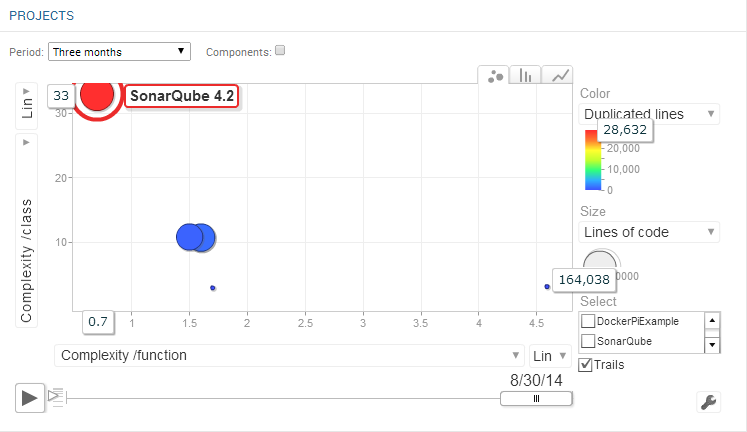 PROJECTS
Period: Three months Components:
Lin
33
SonarQube 4.2
30
20
10
Complexity /class
0.7
1
1.5
2
2.5
3
3.5
4
4.5
Color
Duplicated lines
28,632
20,000
10,000
0
Size
Lines of code
164,038
0000
Select
DockerPiExample
SonarQube
Trails
Complexity /function
Lin
8/30/14